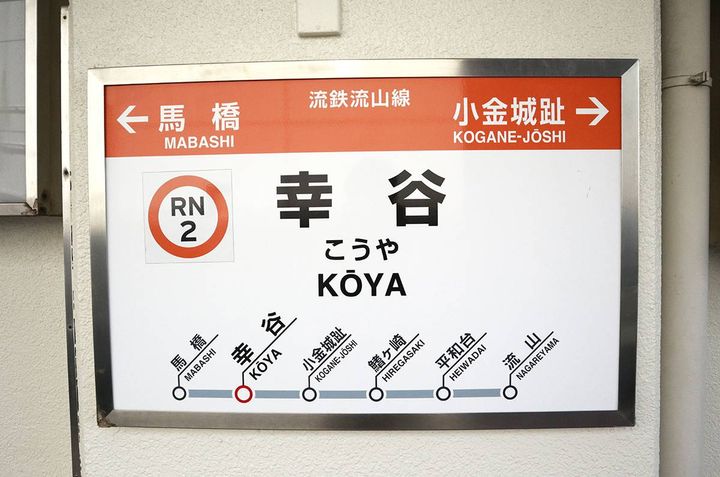 流鉄流山線
← 馬橋
MABASHI
小金城趾 →
KOGANE-JŌSHI
RN
2
幸谷
こうや
KŌYA
馬橋
MABASHI
幸谷
KŌYA
小金城趾
KOGANE-JŌSHI
鰭ヶ崎
HIREGASAKI
平和台
HEIWADAI
流山
NAGAREYAMA